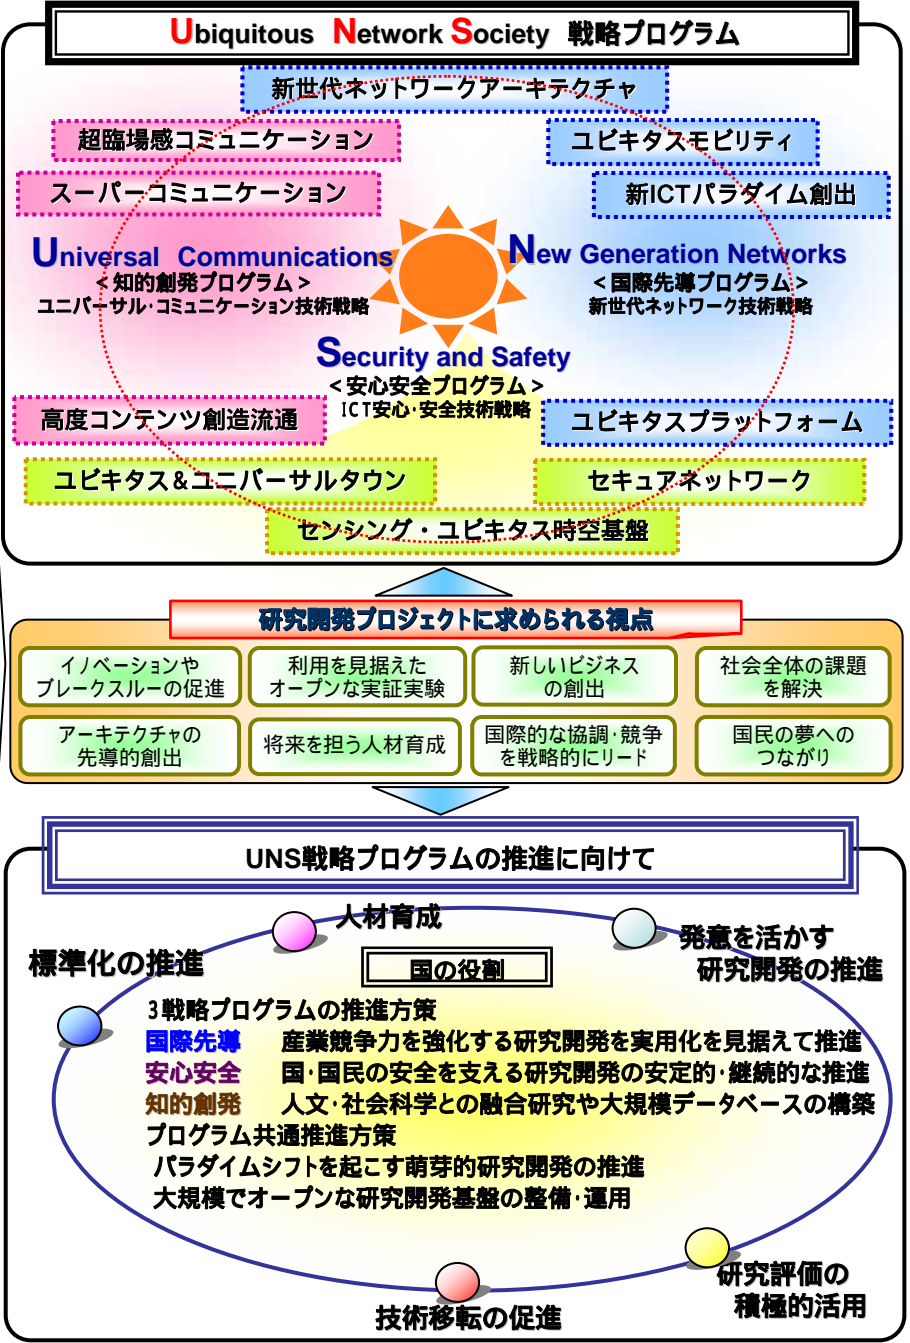 Ubiquitous Network Society 戦略プログラム
新世代ネットワークアーキテクチャ
超臨場感コミュニケーション
ユビキタスモビリティ
スーパーコミュニケーション
新ICTパラダイム創出
Universal Communications
<知的創発プログラム>
ユニバーサル・コミュニケーション技術戦略
New Generation Networks
<国際先導プログラム>
新世代ネットワーク技術戦略
Security and Safety
<安心安全プログラム>
ICT安心・安全技術戦略
高度コンテンツ創造流通
ユビキタスプラットフォーム
ユビキタス&ユニバーサルタウン
セキュアネットワーク
センシング・ユビキタス時空基盤
研究開発プロジェクトに求められる視点
イノベーションや
ブレークスルーの促進
利用を見据えた
オープンな実証実験
新しいビジネス
の創出
社会全体の課題
を解決
アーキテクチャの
先導的創出
将来を担う人材育成
国際的な協調・競争
を戦略的にリード
国民の夢への
つながり
UNS戦略プログラムの推進に向けて
人材育成
発意を活かす
研究開発の推進
標準化の推進
国の役割
3戦略プログラムの推進方策
国際先導 産業競争力を強化する研究開発を実用化を見据えて推進
安心安全 国・国民の安全を支える研究開発の安定的・継続的な推進
知的創発 人文・社会科学との融合研究や大規模データベースの構築
プログラム共通推進方策
パラダイムシフトを起こす萌芽的研究開発の推進
大規模でオープンな研究開発基盤の整備・運用
研究評価の
積極的活用
技術移転の促進